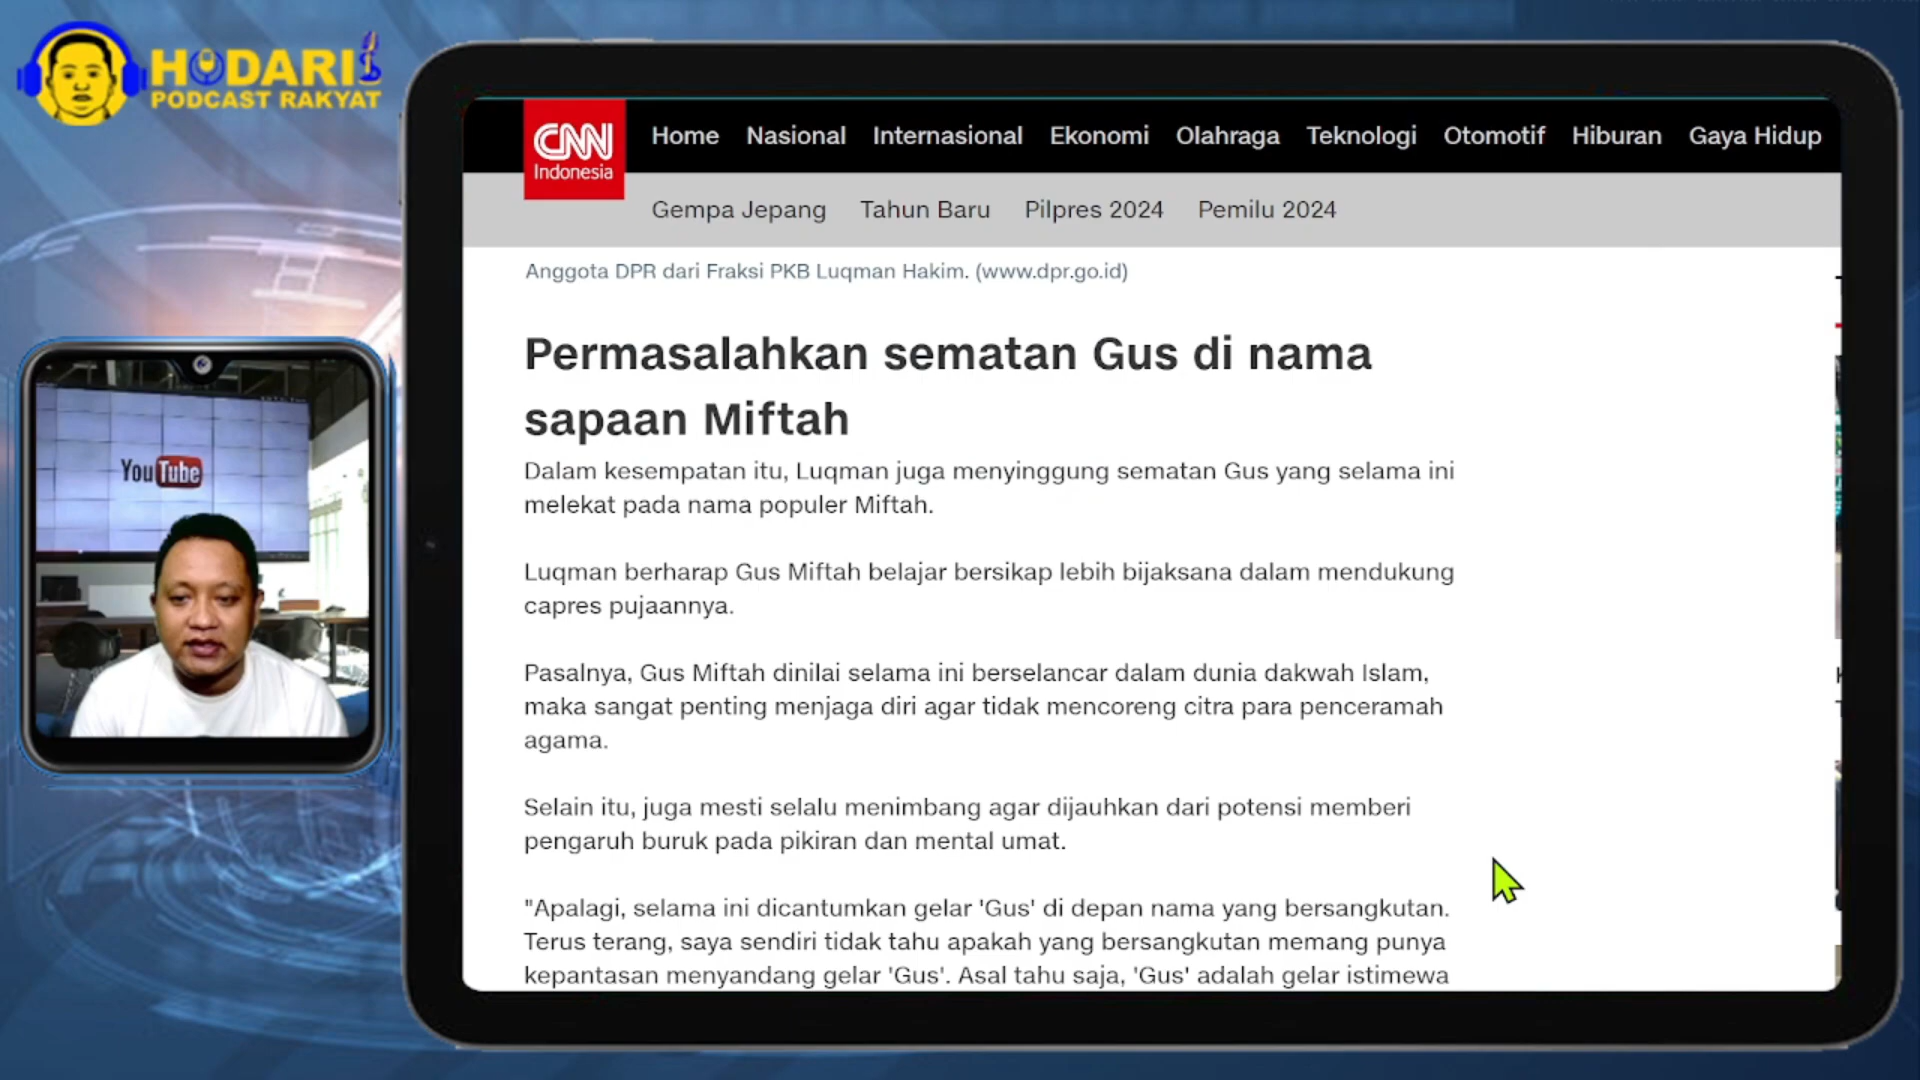 HODARI
PODCAST RAKYAT
CNN
Indonesia
Home Nasional Internasional Ekonomi Olahraga Teknologi Otomotif Hiburan Gaya Hidup
Gempa Jepang Tahun Baru Pilpres 2024 Pemilu 2024
Anggota DPR dari Fraksi PKB Luqman Hakim. (www.dpr.go.id)
Permasalahkan sematan Gus di nama
sapaan Miftah
Dalam kesempatan itu, Luqman juga menyinggung sematan Gus yang selama ini
melekat pada nama populer Miftah.
Luqman berharap Gus Miftah belajar bersikap lebih bijaksana dalam mendukung
capres pujaannya.
Pasalnya, Gus Miftah dinilai selama ini berselancar dalam dunia dakwah Islam,
maka sangat penting menjaga diri agar tidak mencoreng citra para penceramah
agama.
Selain itu, juga mesti selalu menimbang agar dijauhkan dari potensi memberi
pengaruh buruk pada pikiran dan mental umat.
"Apalagi, selama ini dicantumkan gelar 'Gus' di depan nama yang bersangkutan.
Terus terang, saya sendiri tidak tahu apakah yang bersangkutan memang punya
kepantasan menyandang gelar 'Gus'. Asal tahu saja, 'Gus' adalah gelar istimewa
YouTube